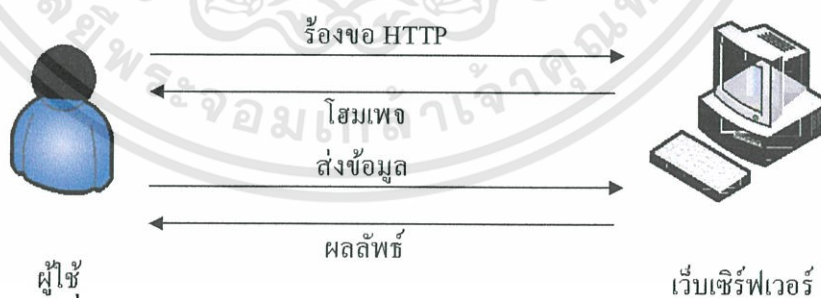 ร้องขอ HTTP
โฮมเพจ
ส่งข้อมูล
ผลลัพธ์
ผู้ใช้
เว็บเซิร์ฟเวอร์